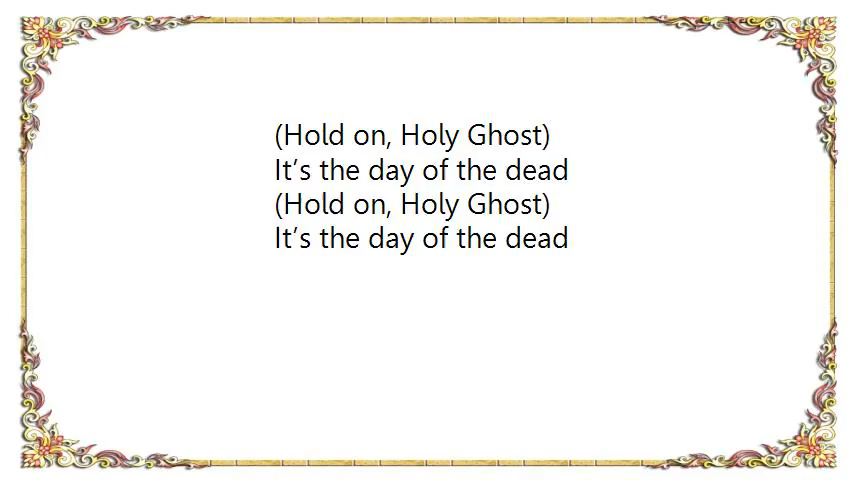 (Hold on, Holy Ghost)
It’s the day of the dead
(Hold on, Holy Ghost)
It’s the day of the dead